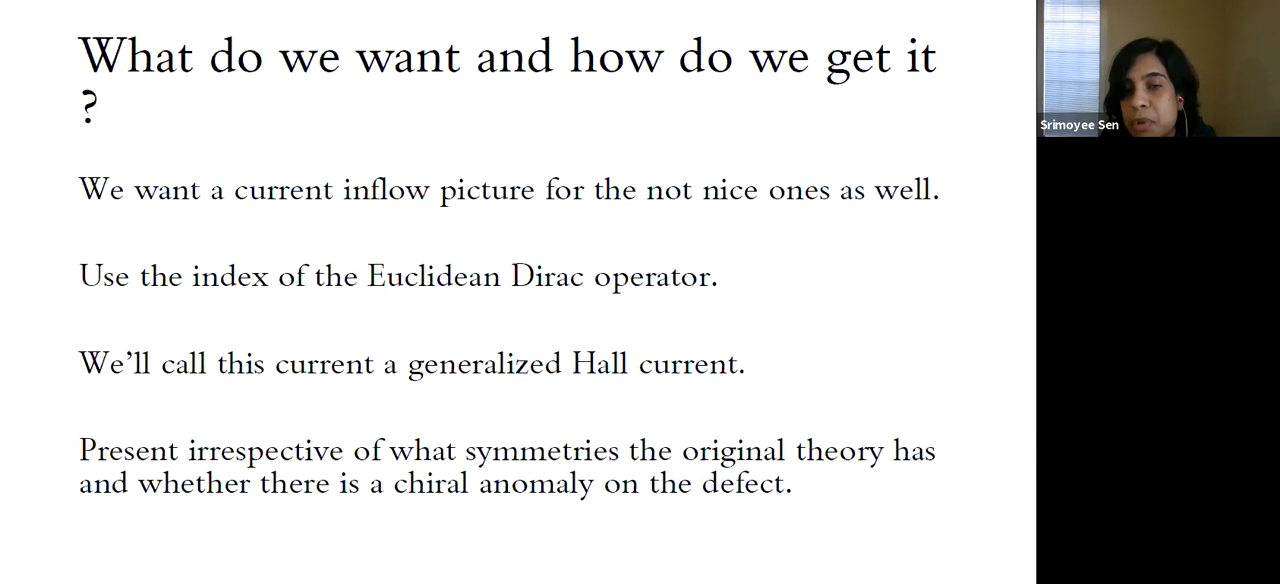 What do we want and how do we get it
?
We want a current inflow picture for the not nice ones as well.
Use the index of the Euclidean Dirac operator.
We’ll call this current a generalized Hall current.
Present irrespective of what symmetries the original theory has
and whether there is a chiral anomaly on the defect.
Srimoyee Sen